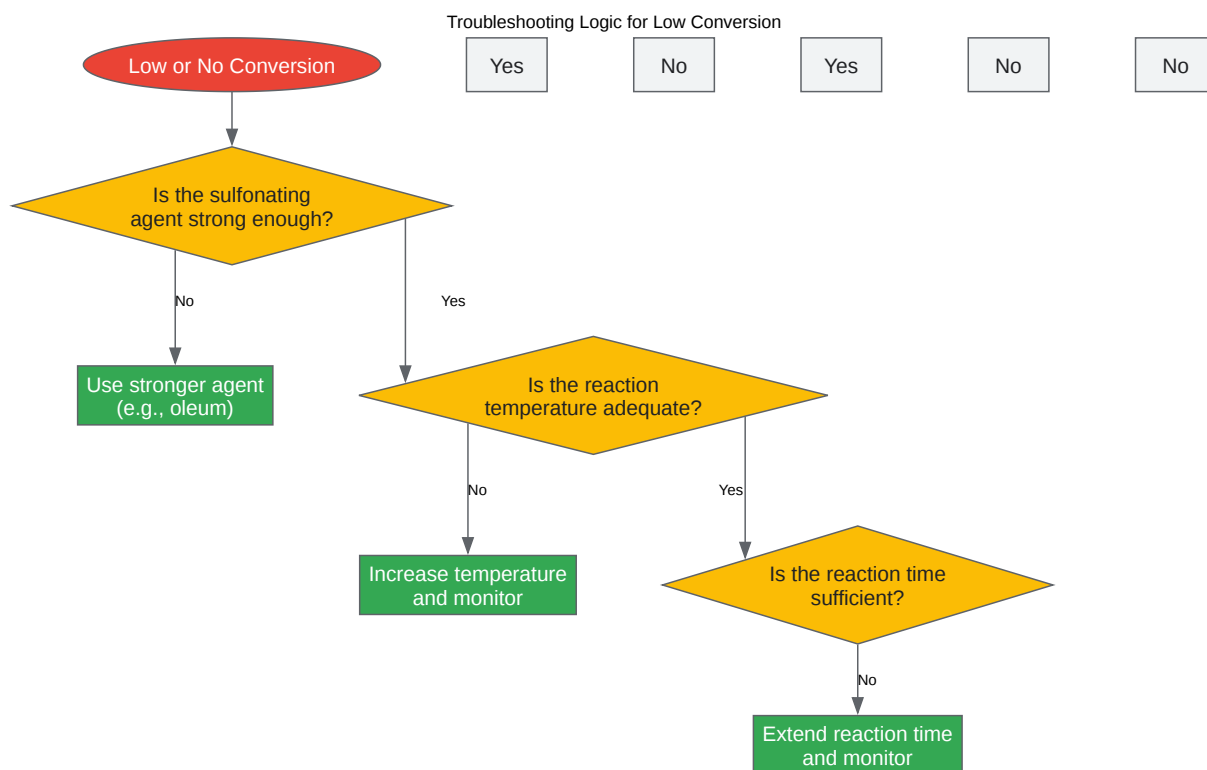 Troubleshooting Logic for Low Conversion
Low or No Conversion
Yes
No
Yes
No
No
Is the sulfonating
agent strong enough?
No
Yes
Use stronger agent
(e.g., oleum)
Is the reaction
temperature adequate?
No
Yes
Increase temperature
and monitor
Is the reaction time
sufficient?
No
Extend reaction time
and monitor